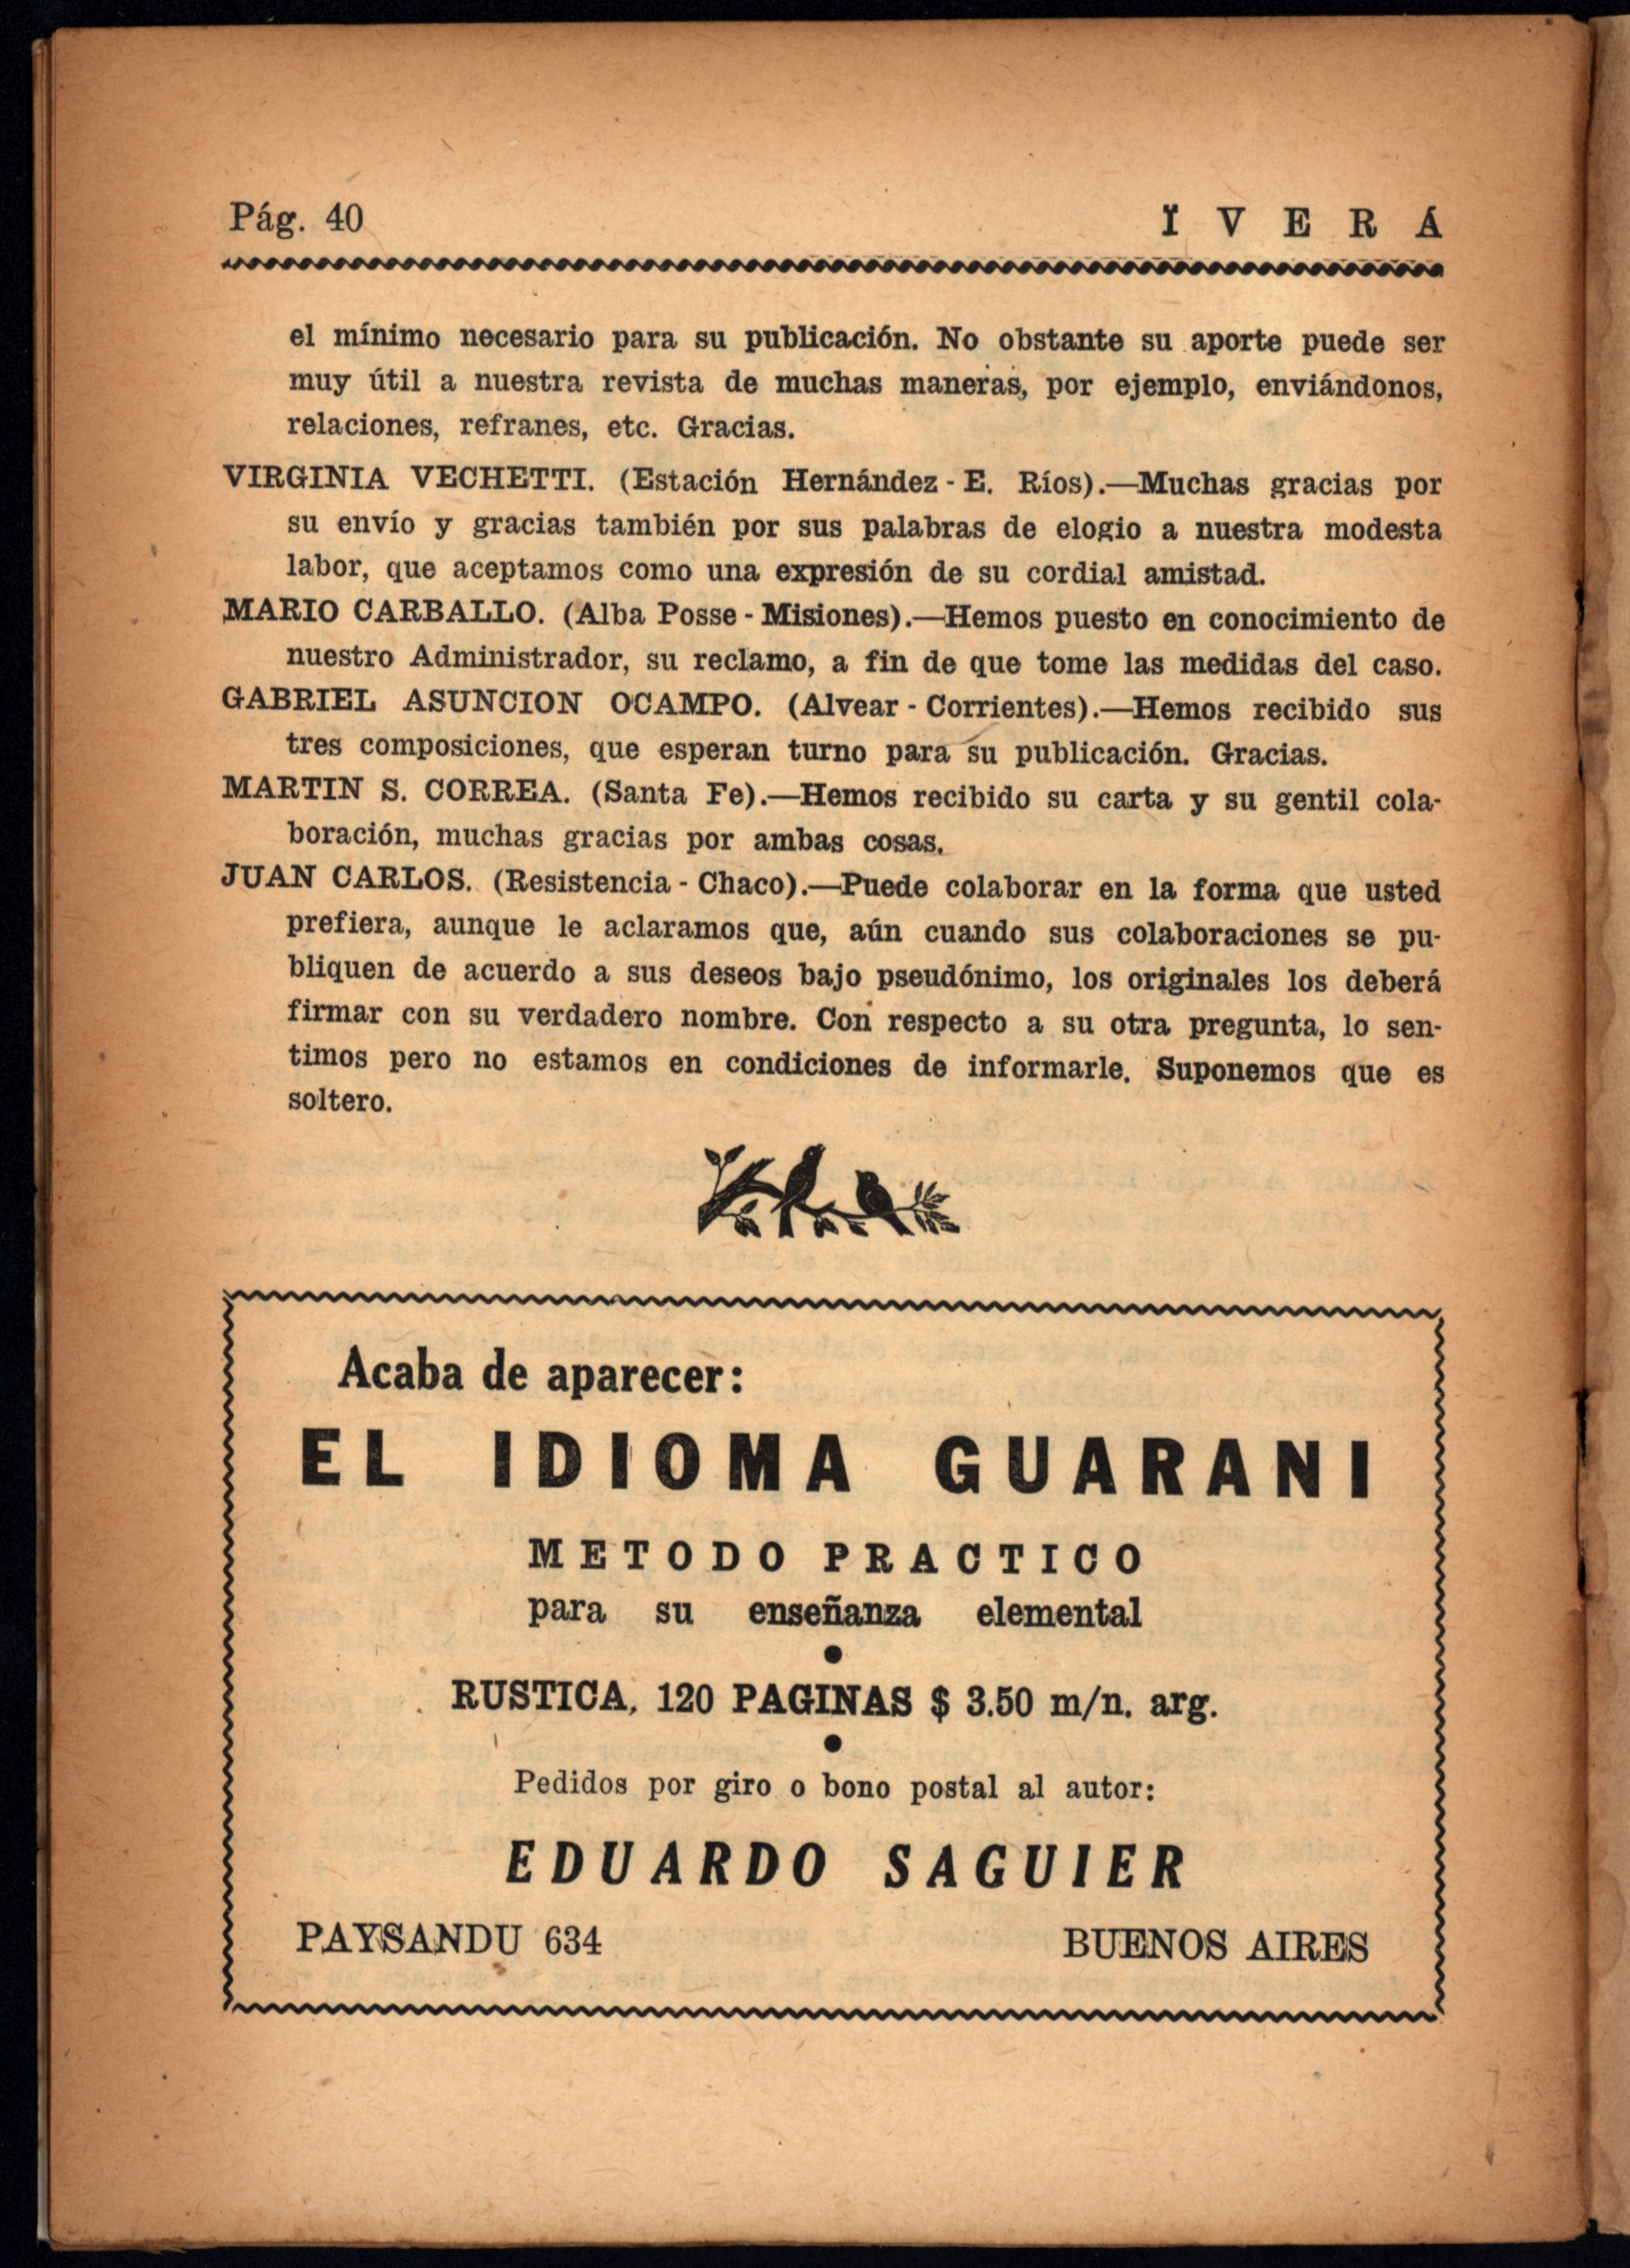 Pág. 40
Ï V E R Á
el mínimo necesario para su publicación. No obstante su aporte puede ser
muy útil a nuestra revista de muchas maneras, por ejemplo, enviándonos,
relaciones, refranes, etc. Gracias.
VIRGINIA VECHETTI. (Estación Hernández - E. Ríos).—Muchas gracias por
su envío y gracias también por sus palabras de elogio a nuestra modesta
labor, que aceptamos como una expresión de su cordial amistad.
MARIO CARBALLO. (Alba Posse - Misiones).—Hemos puesto en conocimiento de
nuestro Administrador, su reclamo, a fin de que tome las medidas del caso.
GABRIEL ASUNCION OCAMPO. (Alvear - Corrientes).—Hemos recibido sus
tres composiciones, que esperan turno para su publicación. Gracias.
MARTIN S. CORREA. (Santa Fe).—Hemos recibido su carta y su gentil cola-
boración, muchas gracias por ambas cosas.
JUAN CARLOS. (Resistencia - Chaco).—Puede colaborar en la forma que usted
prefiera, aunque le aclaramos que, aún cuando sus colaboraciones se pu-
bliquen de acuerdo a sus deseos bajo pseudónimo, los originales los deberá
firmar con su verdadero nombre. Con respecto a su otra pregunta, lo sen-
timos pero no estamos en condiciones de informarle. Suponemos que es
soltero.
Acaba de aparecer:
EL IDIOMA GUARANI
METODO PRACTICO
para su enseñanza elemental
RUSTICA, 120 PAGINAS $ 3.50 m/n. arg.
Pedidos por giro o bono postal al autor:
EDUARDO SAGUIER
PAYSANDU 634
BUENOS AIRES